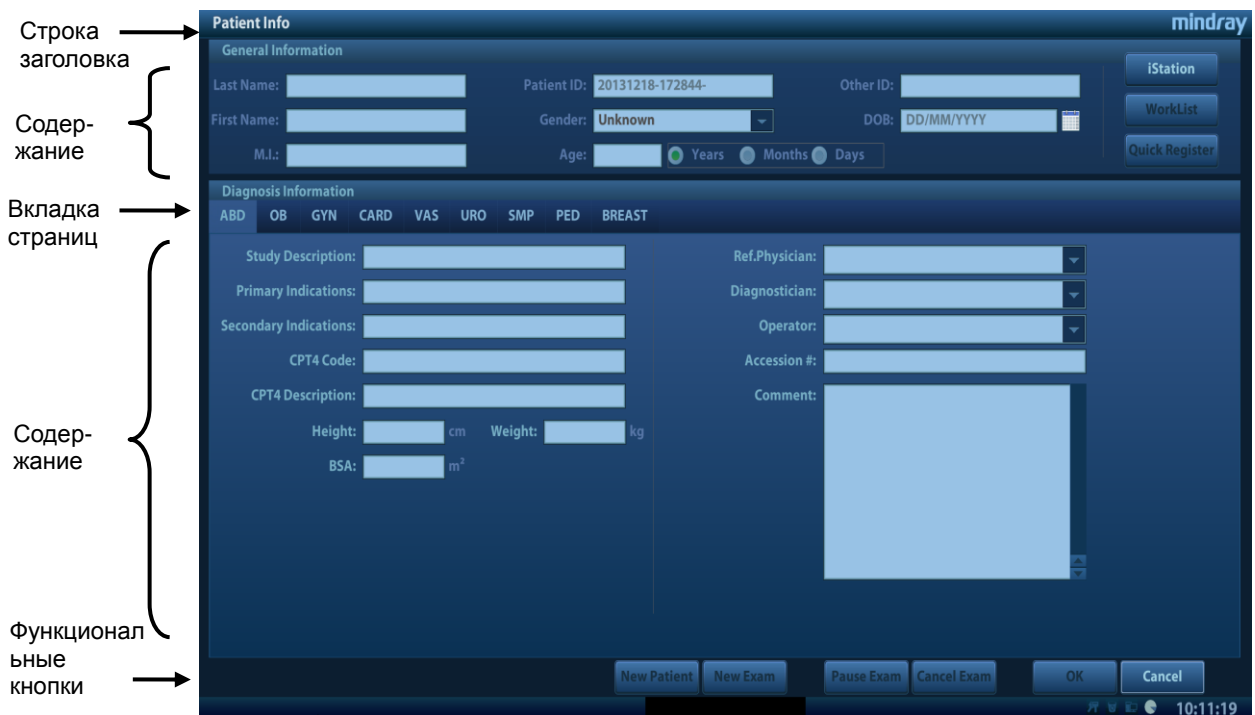 Строка
заголовка
Содер-
жание
Вкладка
страниц
Содер-
жание
Функционал
ьные
кнопки
Patient Info
mindray
General Information
Last Name:
Patient ID: 20131218-172844-
Other ID:
iStation
First Name:
Gender: Unknown
DOB: DD/MM/YYYY
WorkList
M.I.:
Age:
Years Months Days
Quick Register
Diagnosis Information
ABD OB GYN CARD VAS URO SMP PED BREAST
Study Description:
Ref.Physician:
Primary Indications:
Diagnostician:
Secondary Indications:
Operator:
CPT4 Code:
Accession #:
CPT4 Description:
Comment:
Height: cm Weight: kg
BSA: m²
New Patient New Exam Pause Exam Cancel Exam OK Cancel
10:11:19